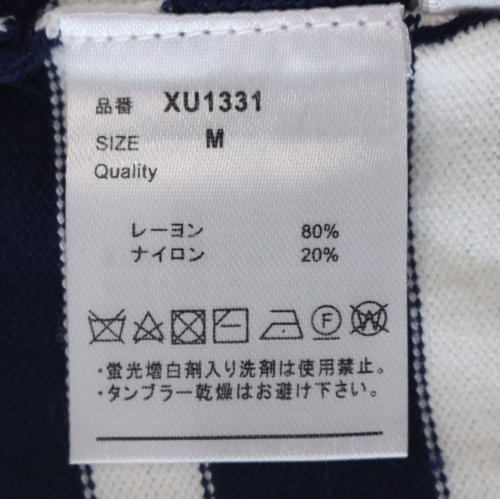 品番 XU1331
SIZE M
Quality
レーヨン 80%
ナイロン 20%
F W
・蛍光増白剤入り洗剤は使用禁止。
・タンブラー乾燥はお避け下さい。